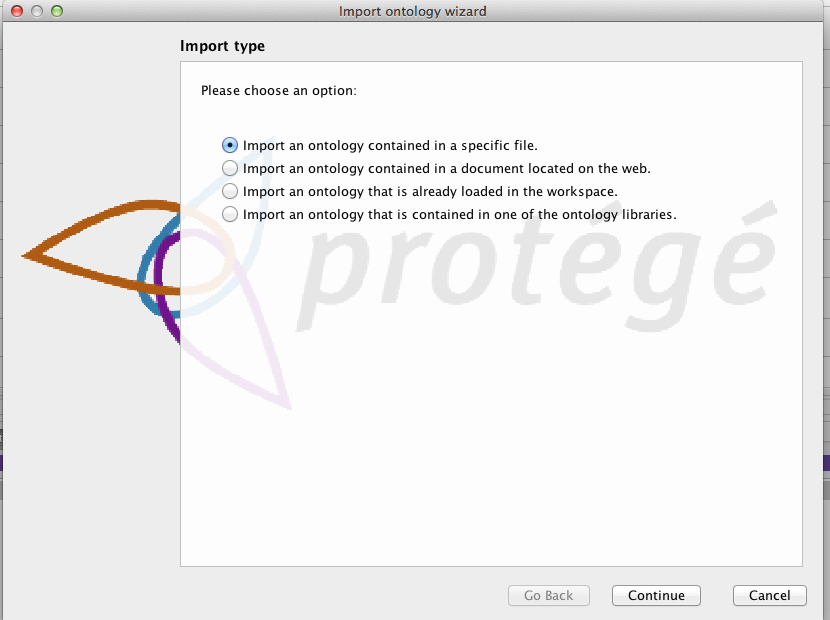 Import ontology wizard
Import type
Please choose an option:
Import an ontology contained in a specific file.
Import an ontology contained in a document located on the web.
Import an ontology that is already loaded in the workspace.
Import an ontology that is contained in one of the ontology libraries.
protégé
Go Back
Continue
Cancel